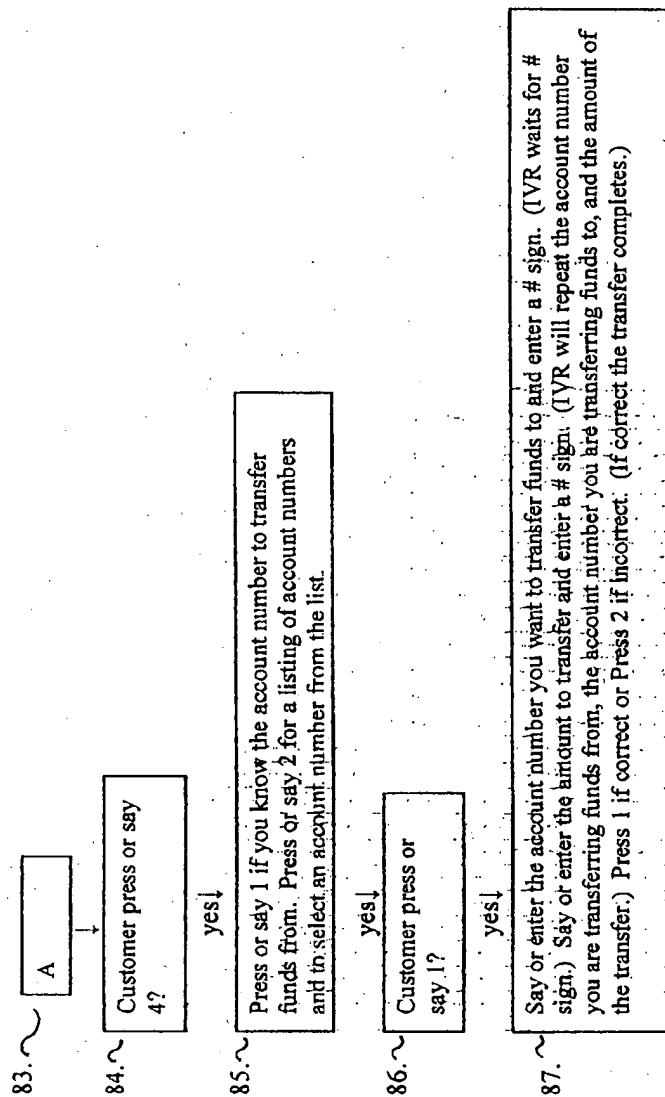 83.
A
84.
Customer press or say
4?
yes
85.
Press or say 1 if you know the account number to transfer
funds from. Press or say 2 for a listing of account numbers
and to select an account number from the list.
yes
86.
Customer press or
say 1?
yes
87.
Say or enter the account number you want to transfer funds to and enter a # sign. (IVR waits for #
sign.) Say or enter the amount to transfer and enter a # sign. (IVR will repeat the account number
you are transferring funds from, the account number you are transferring funds to, and the amount of
the transfer.) Press 1 if correct or Press 2 if incorrect. (If correct the transfer completes.)